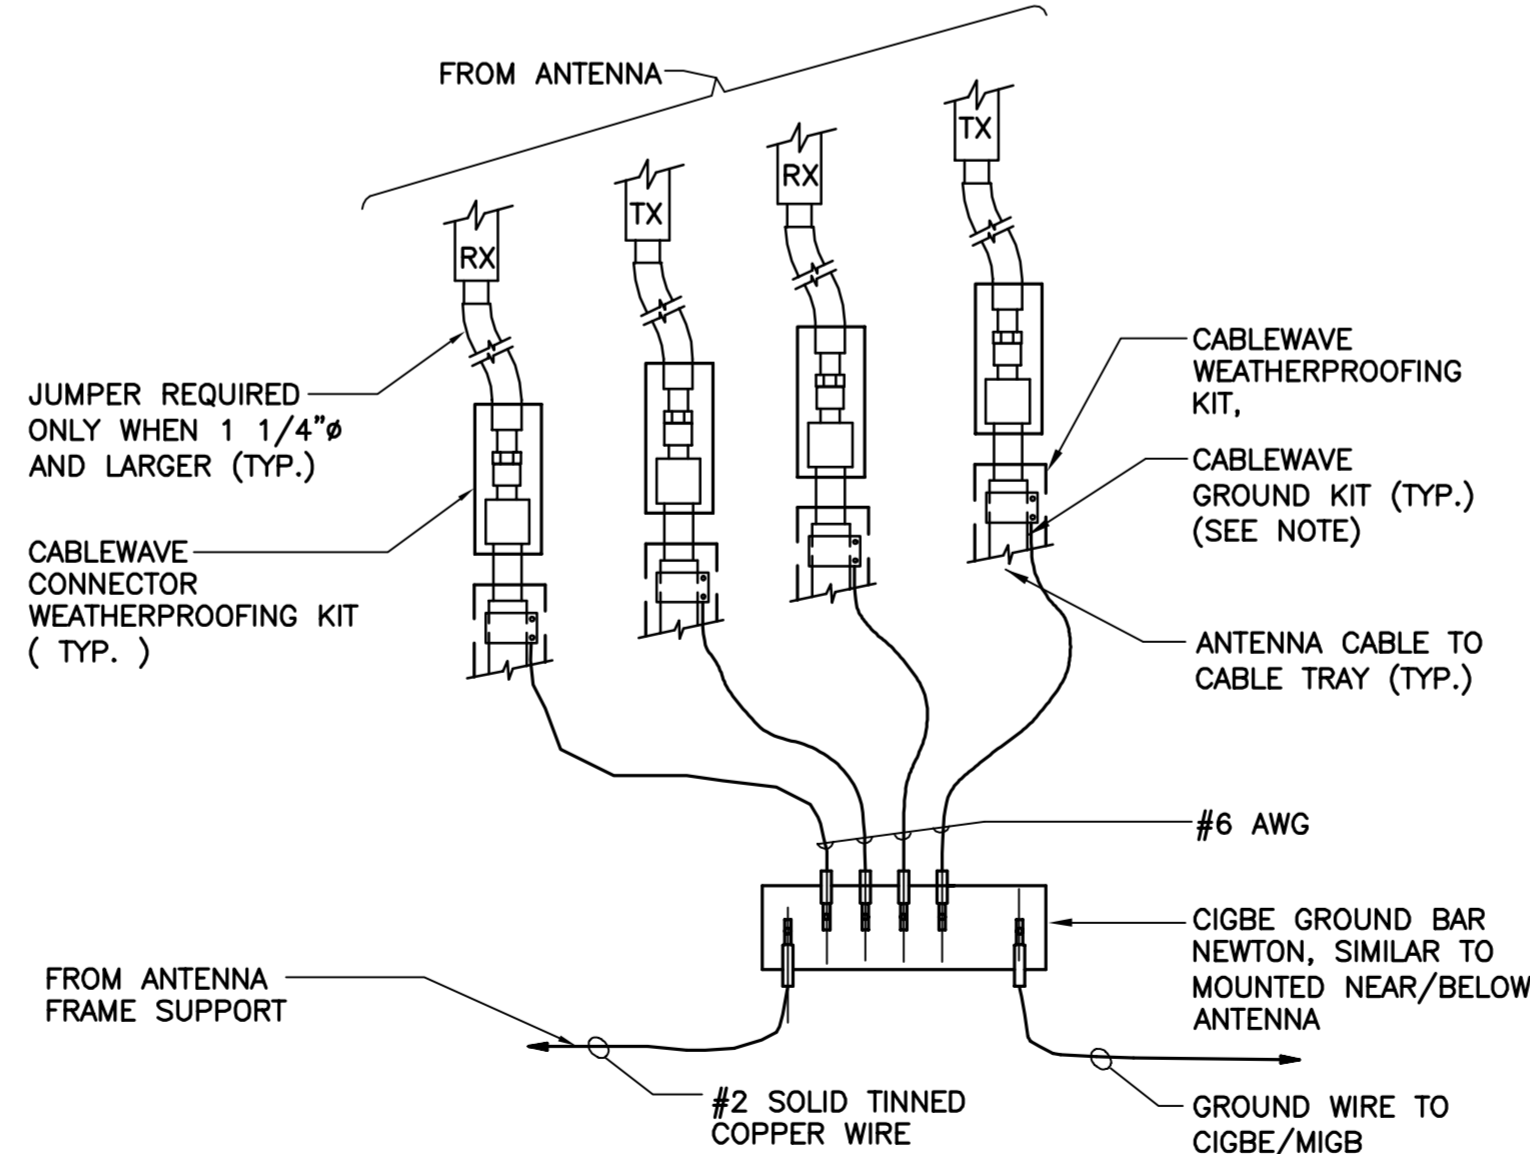 FROM ANTENNA
TX
RX
TX
RX
JUMPER REQUIRED
ONLY WHEN 1 1/4"ø
AND LARGER (TYP.)
CABLEWAVE
CONNECTOR
WEATHERPROOFING KIT
( TYP. )
CABLEWAVE
WEATHERPROOFING
KIT,
CABLEWAVE
GROUND KIT (TYP.)
(SEE NOTE)
ANTENNA CABLE TO
CABLE TRAY (TYP.)
#6 AWG
CIGBE GROUND BAR
NEWTON, SIMILAR TO
MOUNTED NEAR/BELOW
ANTENNA
FROM ANTENNA
FRAME SUPPORT
#2 SOLID TINNED
COPPER WIRE
GROUND WIRE TO
CIGBE/MIGB